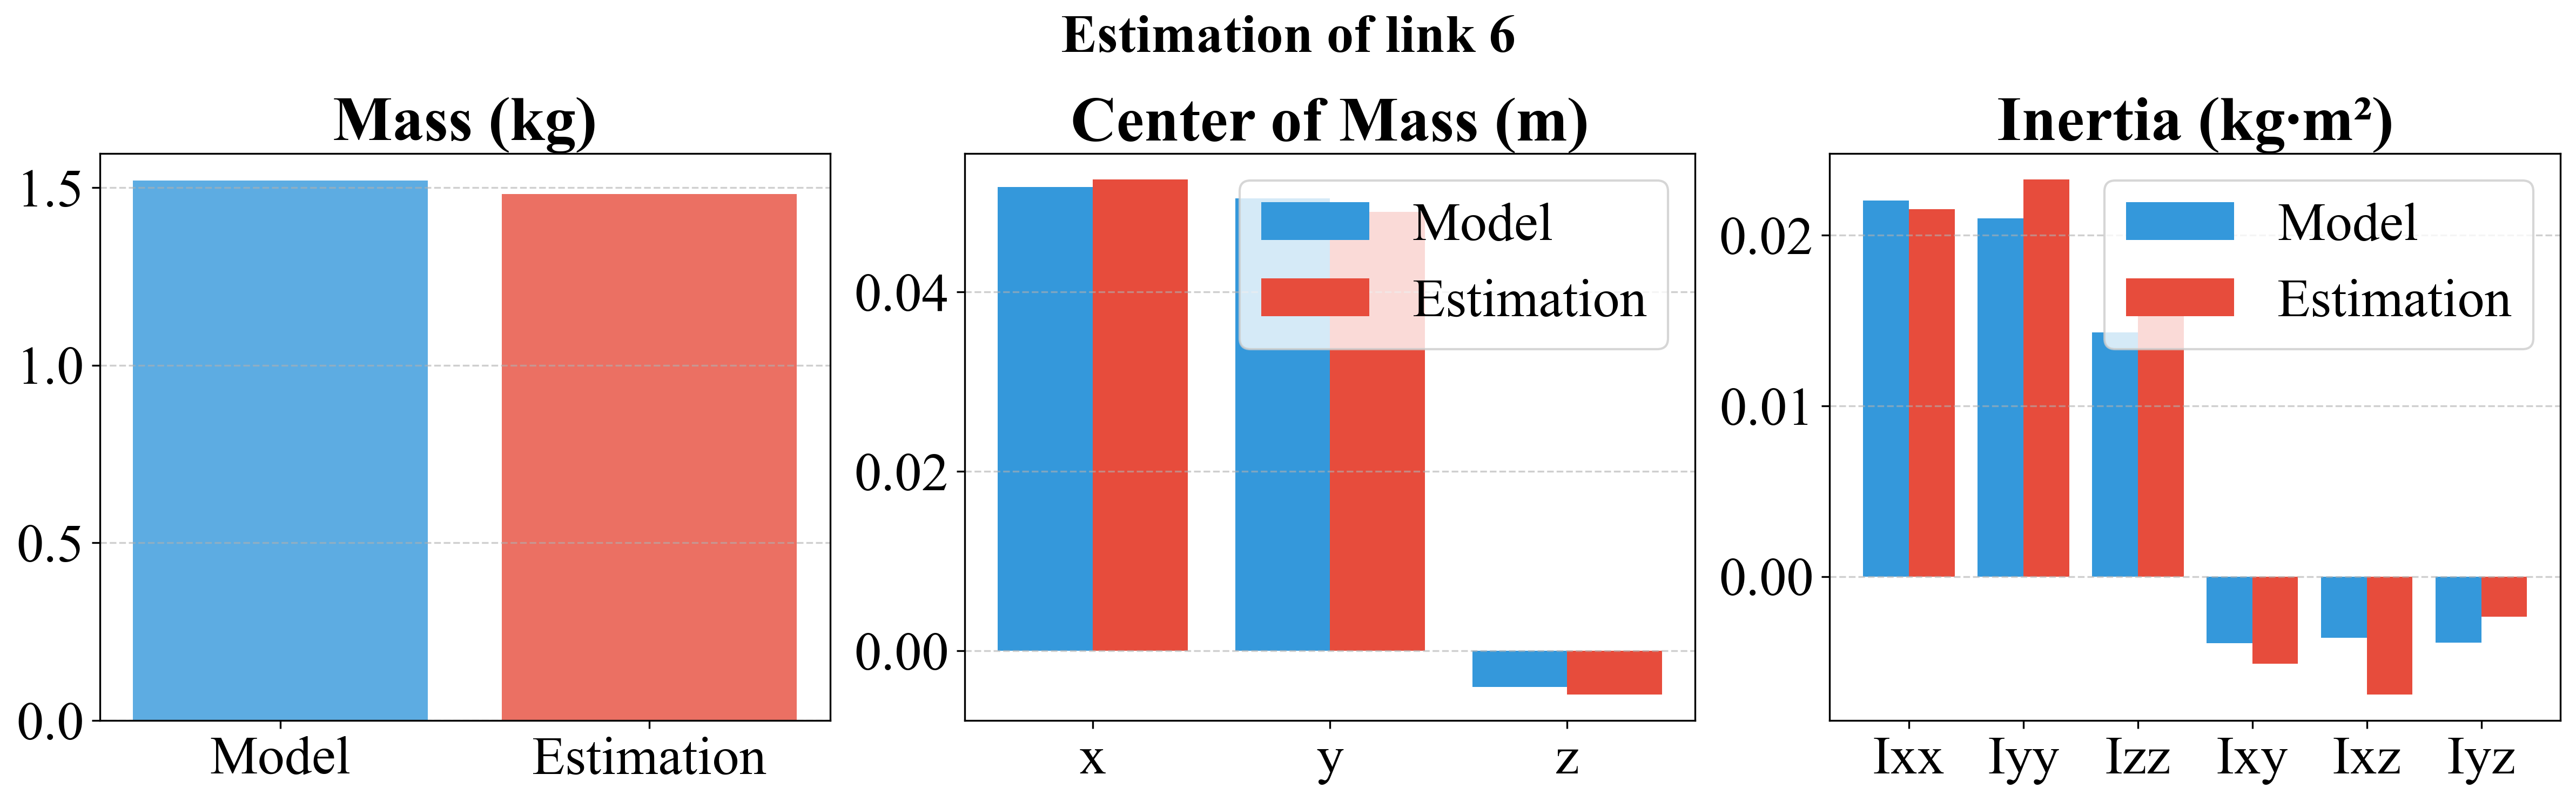 Estimation of link 6
Mass (kg)
1.5
1.0
0.5
0.0
Model
Estimation
Center of Mass (m)
0.04
0.02
0.00
Model
Estimation
x
y
z
Inertia (kg·m²)
0.02
0.01
0.00
Model
Estimation
Ixx
Iyy
Izz
Ixy
Ixz
Iyz